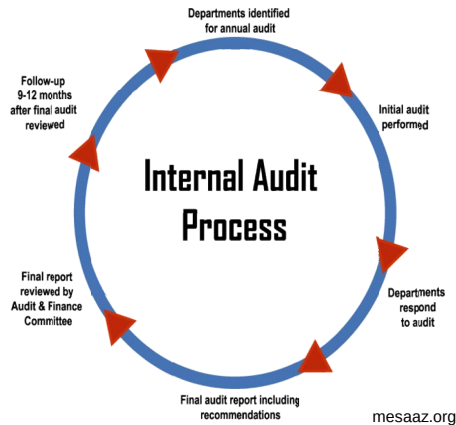 Departments identified
for annual audit
Initial audit
performed
Departments
respond
to audit
Final audit report including
recommendations
Final report
reviewed by
Audit & Finance
Committee
Follow-up
9-12 months
after final audit
reviewed
Internal Audit
Process
mesaaz.org